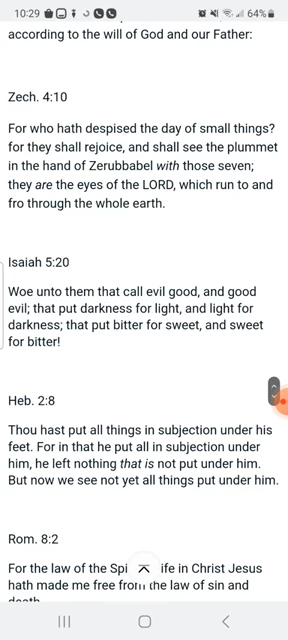 10:29 64%
according to the will of God and our Father:
Zech. 4:10
For who hath despised the day of small things?
for they shall rejoice, and shall see the plummet
in the hand of Zerubbabel with those seven;
they are the eyes of the LORD, which run to and
fro through the whole earth.
Isaiah 5:20
Woe unto them that call evil good, and good
evil; that put darkness for light, and light for
darkness; that put bitter for sweet, and sweet
for bitter!
Heb. 2:8
Thou hast put all things in subjection under his
feet. For in that he put all in subjection under
him, he left nothing that is not put under him.
But now we see not yet all things put under him.
Rom. 8:2
For the law of the Spi ife in Christ Jesus
hath made me free from the law of sin and